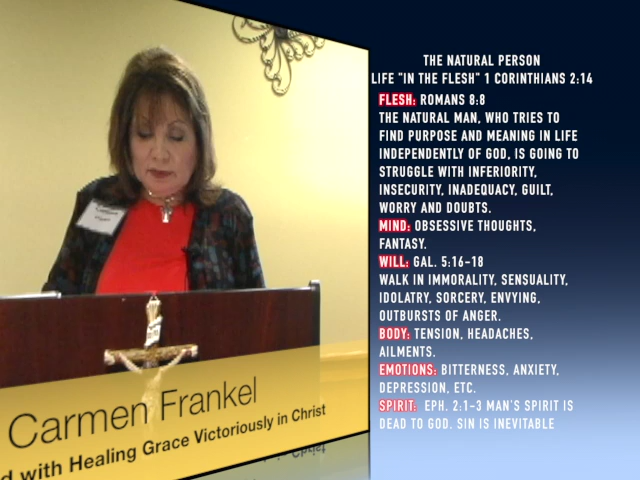 THE NATURAL PERSON
LIFE "IN THE FLESH" 1 CORINTHIANS 2:14
FLESH: ROMANS 8:8
THE NATURAL MAN, WHO TRIES TO
FIND PURPOSE AND MEANING IN LIFE
INDEPENDENTLY OF GOD, IS GOING TO
STRUGGLE WITH INFERIORITY,
INSECURITY, INADEQUACY, GUILT,
WORRY AND DOUBTS.
MIND: OBSESSIVE THOUGHTS,
FANTASY.
WILL: GAL. 5:16-18
WALK IN IMMORALITY, SENSUALITY,
IDOLATRY, SORCERY, ENVYING,
OUTBURSTS OF ANGER.
BODY: TENSION, HEADACHES,
AILMENTS.
EMOTIONS: BITTERNESS, ANXIETY,
DEPRESSION, ETC.
SPIRIT: EPH. 2:1-3 MAN'S SPIRIT IS
DEAD TO GOD. SIN IS INEVITABLE
Carmen Frankel
d with Healing Grace Victoriously in Christ